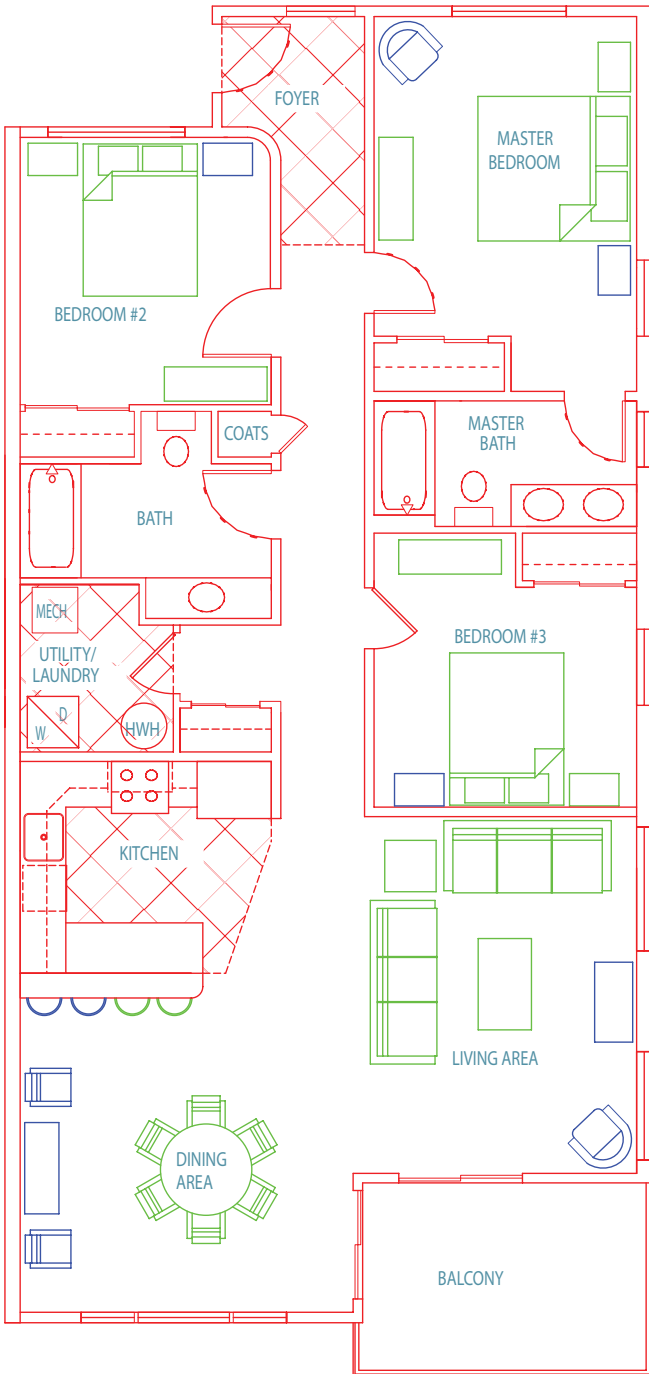 FOYER
MASTER
BEDROOM
BEDROOM #2
COATS
MASTER
BATH
BATH
MECH
UTILITY/
LAUNDRY
BEDROOM #3
D
W
HWH
KITCHEN
LIVING AREA
DINING
AREA
BALCONY